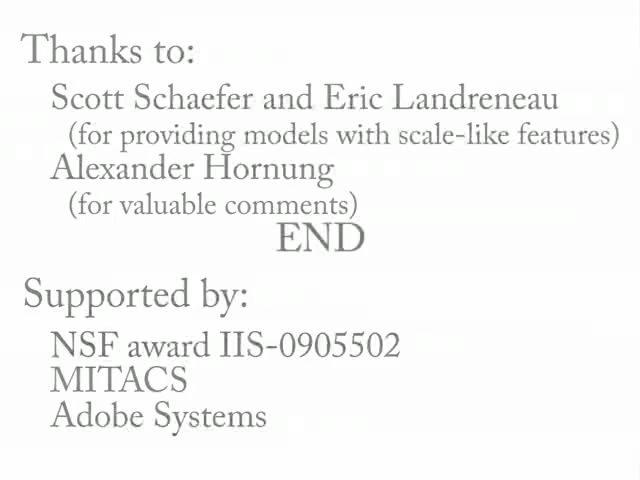 Thanks to:
Scott Schaefer and Eric Landreneau
(for providing models with scale-like features)
Alexander Hornung
(for valuable comments)
END
Supported by:
NSF award IIS-0905502
MITACS
Adobe Systems